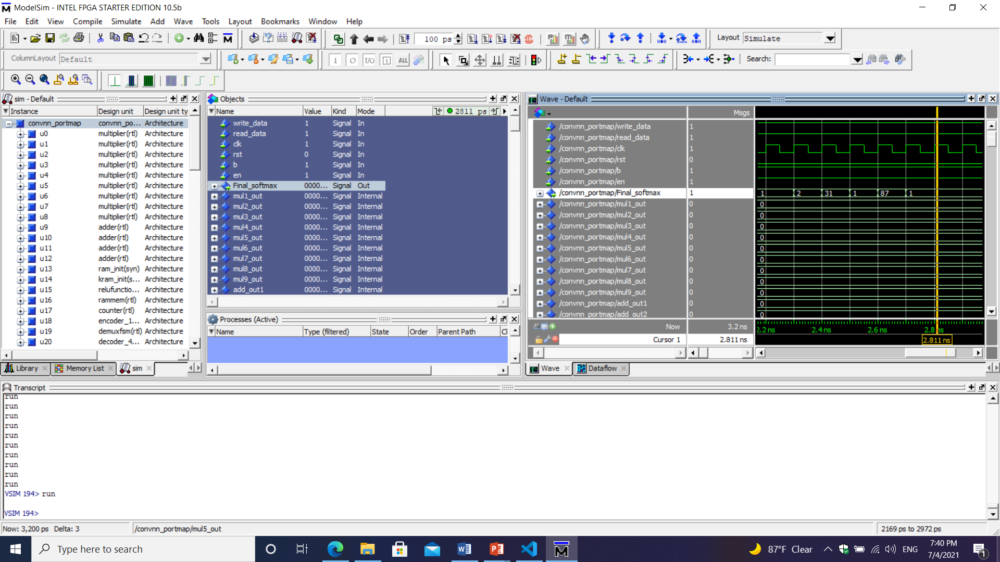 ModelSim - INTEL FPGA STARTER EDITION 10.5b
File Edit View Compile Simulate Add Wave Tools Layout Bookmarks Window Help
100 ps
Layout Simulate
ColumnLayout Default
Search:
sim - Default
Instance Design unit Design unit ty
convnn_portmap convnn_po... Architecture
u0 multiplier(rtl) Architecture
u1 multiplier(rtl) Architecture
u2 multiplier(rtl) Architecture
u3 multiplier(rtl) Architecture
u4 multiplier(rtl) Architecture
u5 multiplier(rtl) Architecture
u6 multiplier(rtl) Architecture
u7 multiplier(rtl) Architecture
u8 multiplier(rtl) Architecture
u9 adder(rtl) Architecture
u10 adder(rtl) Architecture
u11 adder(rtl) Architecture
u12 adder(rtl) Architecture
u13 ram_init(syn) Architecture
u14 kram_init(s... Architecture
u15 relufunctio... Architecture
u16 rammem(rtl) Architecture
u17 counter(rtl) Architecture
u18 encoder_1... Architecture
u19 demuxfsm(rtl) Architecture
u20 decoder_4... Architecture
Library Memory List sim
Objects
Name Value Kind Mode 2811 ps
write_data 1 Signal In
read_data 1 Signal In
clk 1 Signal In
rst 0 Signal In
b 1 Signal In
en 1 Signal In
Final_softmax 0000... Signal Out
mul1_out 0000... Signal Internal
mul2_out 0000... Signal Internal
mul3_out 0000... Signal Internal
mul4_out 0000... Signal Internal
mul5_out 0000... Signal Internal
mul6_out 0000... Signal Internal
mul7_out 0000... Signal Internal
mul8_out 0000... Signal Internal
mul9_out 0000... Signal Internal
add_out1 0000... Signal Internal
Processes (Active)
Name Type (filtered) State Order Parent Path Cl
Wave - Default
Msgs
/convnn_portmap/write_data 1
/convnn_portmap/read_data 1
/convnn_portmap/clk 1
/convnn_portmap/rst 0
/convnn_portmap/b 1
/convnn_portmap/en 1
/convnn_portmap/Final_softmax 1 1 2 31 1 87 1
/convnn_portmap/mul1_out 0 0
/convnn_portmap/mul2_out 0 0
/convnn_portmap/mul3_out 0 0
/convnn_portmap/mul4_out 0 0
/convnn_portmap/mul5_out 0 0
/convnn_portmap/mul6_out 0 0
/convnn_portmap/mul7_out 0 0
/convnn_portmap/mul8_out 0 0
/convnn_portmap/mul9_out 0 0
/convnn_portmap/add_out1 0 0
/convnn_portmap/add_out2 0 0
Now 3.2 ns 2.2 ns 2.4 ns 2.6 ns 2.8 ns
Cursor 1 2.811 ns 2.811 ns
Wave Dataflow
Transcript
run
run
run
run
run
run
run
run
run
run
VSIM 194> run
VSIM 194>
Now: 3,200 ps Delta: 3 /convnn_portmap/mul5_out 2169 ps to 2972 ps
Type here to search
87°F Clear ENG
7:40 PM
7/4/2021
1